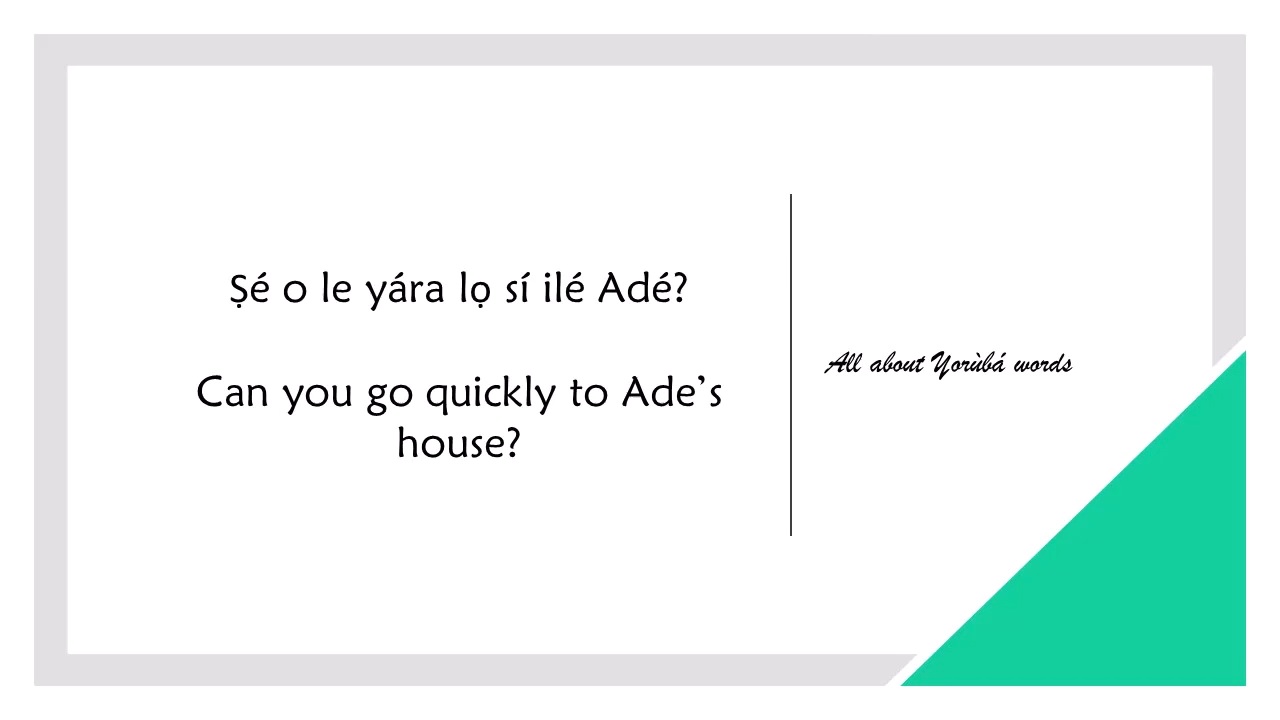 Ṣé o le yára lọ sí ilé Adé?
Can you go quickly to Ade’s
house?
All about Yorùbá words